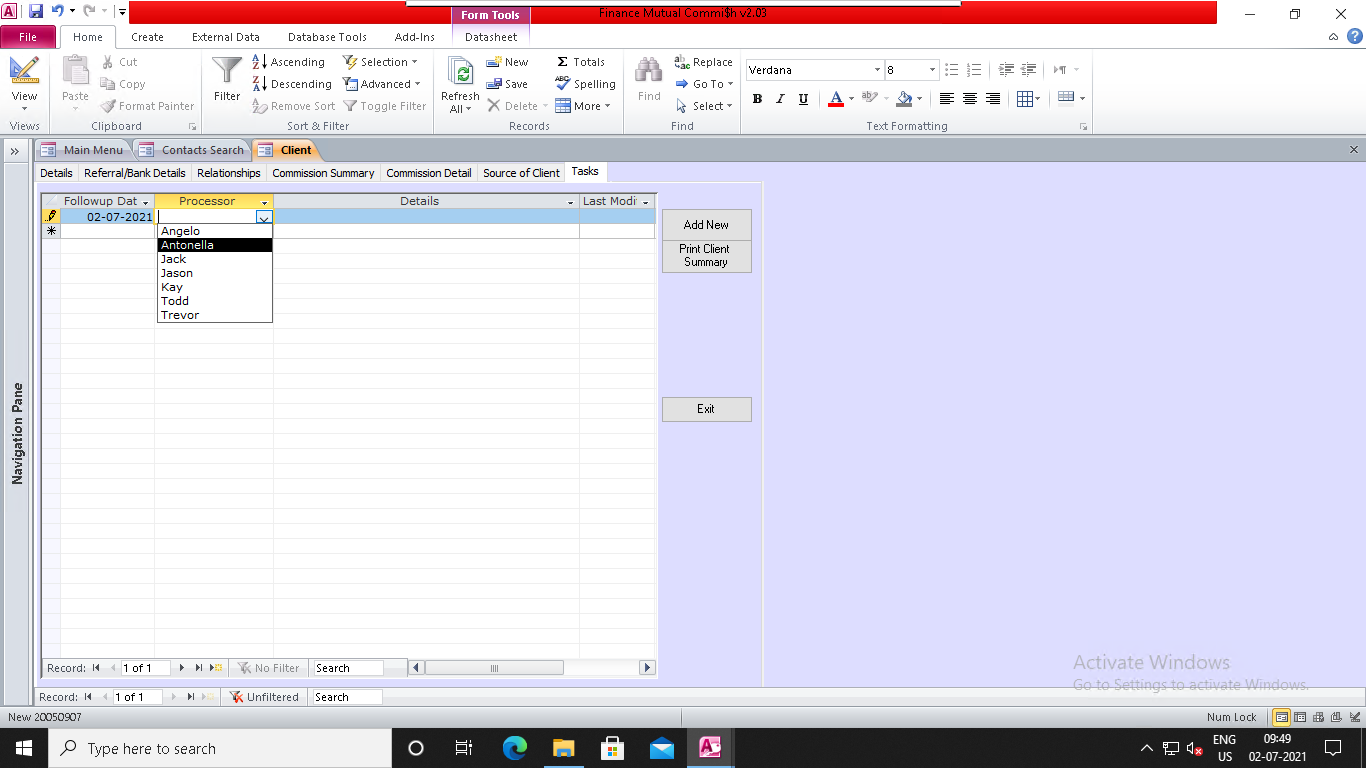 Form Tools
Finance Mutual Commi$h v2.03
File
Home
Create
External Data
Database Tools
Add-Ins
Datasheet
View
Views
Paste
Cut
Copy
Format Painter
Clipboard
Filter
Ascending
Descending
Remove Sort
Selection
Advanced
Toggle Filter
Sort & Filter
Refresh
All
New
Save
Delete
Totals
Spelling
More
Records
Find
Replace
Go To
Select
Find
Verdana
8
B I U
Text Formatting
Main Menu
Contacts Search
Client
Details
Referral/Bank Details
Relationships
Commission Summary
Commission Detail
Source of Client
Tasks
Followup Dat
Processor
Details
Last Modif
02-07-2021
Angelo
Antonella
Jack
Jason
Kay
Todd
Trevor
Add New
Print Client
Summary
Exit
Navigation Pane
Record:
1 of 1
No Filter
Search
Record:
1 of 1
Unfiltered
Search
Activate Windows
Go to Settings to activate Windows.
New 20050907
Num Lock
Type here to search
ENG
US
09:49
02-07-2021